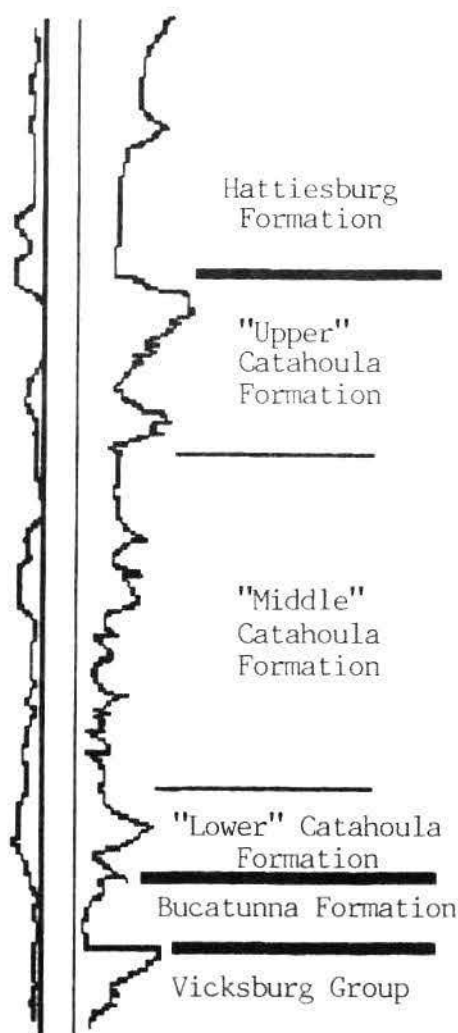 Hattiesburg
Formation
"Upper"
Catahoula
Formation
"Middle"
Catahoula
Formation
"Lower" Catahoula
Formation
Bucatunna Formation
Vicksburg Group